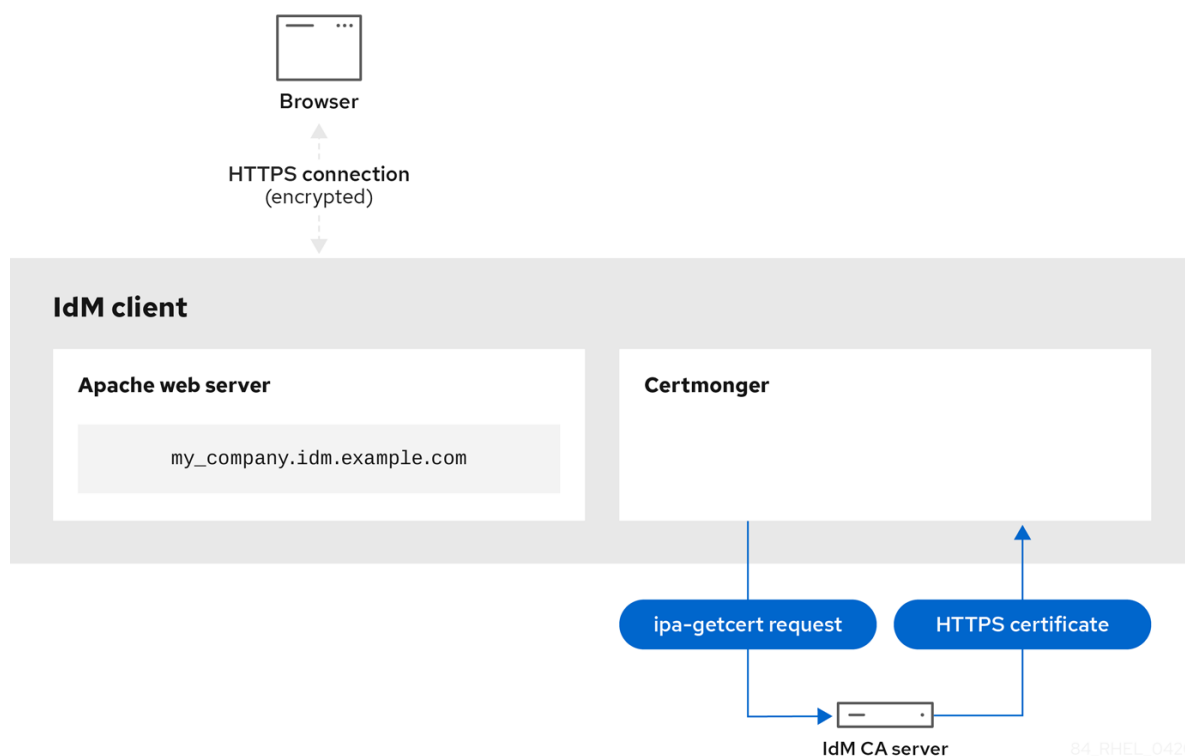 Browser
HTTPS connection
(encrypted)
IdM client
Apache web server
Certmonger
my_company.idm.example.com
ipa-getcert request
HTTPS certificate
IdM CA server
84_RHEL_042